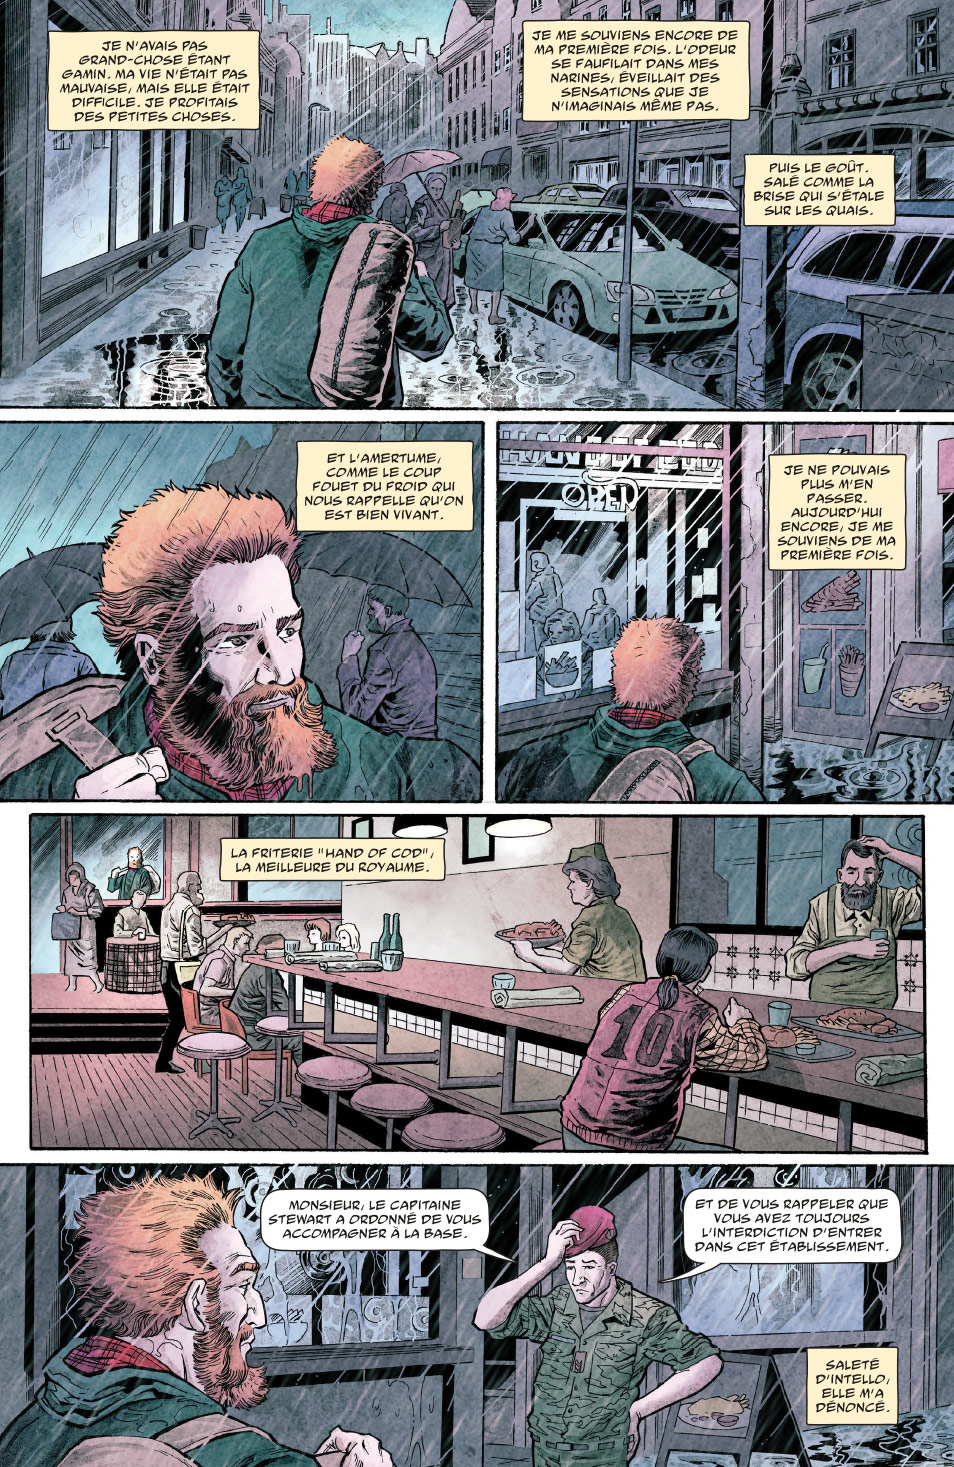 JE N'AVAIS PAS
GRAND-CHOSE ÉTANT
GAMIN. MA VIE N'ÉTAIT PAS
MAUVAISE, MAIS ELLE ÉTAIT
DIFFICILE. JE PROFITAIS
DES PETITES CHOSES.
JE ME SOUVIENS ENCORE DE
MA PREMIÈRE FOIS. L'ODEUR
SE FAUFILAIT DANS MES
NARINES, ÉVEILLAIT DES
SENSATIONS QUE JE
N'IMAGINAIS MÊME PAS.
PUIS LE GOÛT.
SALÉ COMME LA
BRISE QUI S'ÉTALE
SUR LES QUAIS.
ET L'AMERTUME,
COMME LE COUP
FOUET DU FROID QUI
NOUS RAPPELLE QU'ON
EST BIEN VIVANT.
OPEN
JE NE POUVAIS
PLUS M'EN
PASSER.
AUJOURD'HUI
ENCORE, JE ME
SOUVIENS DE MA
PREMIÈRE FOIS.
LA FRITERIE "HAND OF COD",
LA MEILLEURE DU ROYAUME.
10
MONSIEUR, LE CAPITAINE
STEWART A ORDONNÉ DE VOUS
ACCOMPAGNER À LA BASE.
ET DE VOUS RAPPELER QUE
VOUS AVEZ TOUJOURS
L'INTERDICTION D'ENTRER
DANS CET ÉTABLISSEMENT.
SALETÉ
D'INTELLO,
ELLE M'A
DÉNONCÉ.